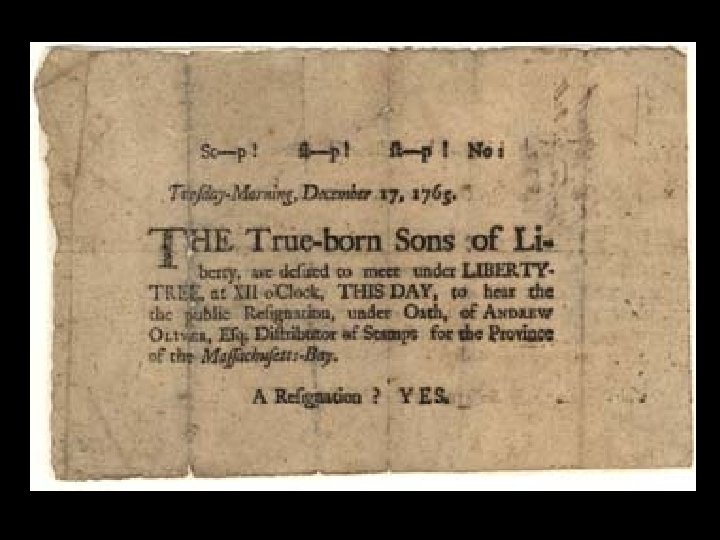 St—p! st—p! st—p! No:
Tuesday-Morning, December 17, 1765.
THE True-born Sons of Li-
berty, are desired to meet under LIBERTY-
TREE, at XII o'Clock, THIS DAY, to hear the
the public Resignation, under Oath, of ANDREW
OLIVER, Esq; Distributor of Stamps for the Province
of the Massachusetts-Bay.
A Resignation ? YES.